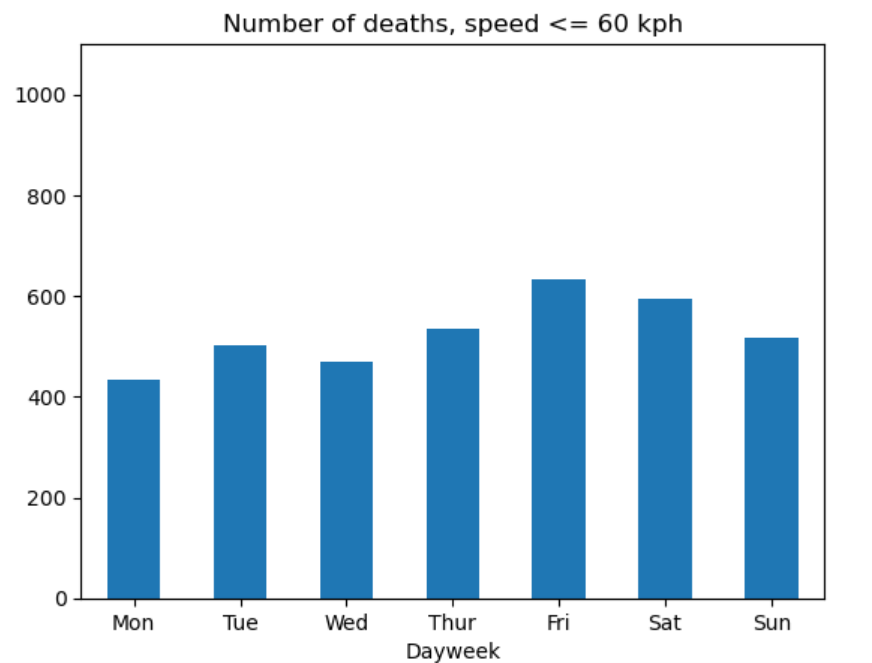 Number of deaths, speed <= 60 kph
1000
800
600
400
200
0
Mon Tue Wed Thur Fri Sat Sun
Dayweek